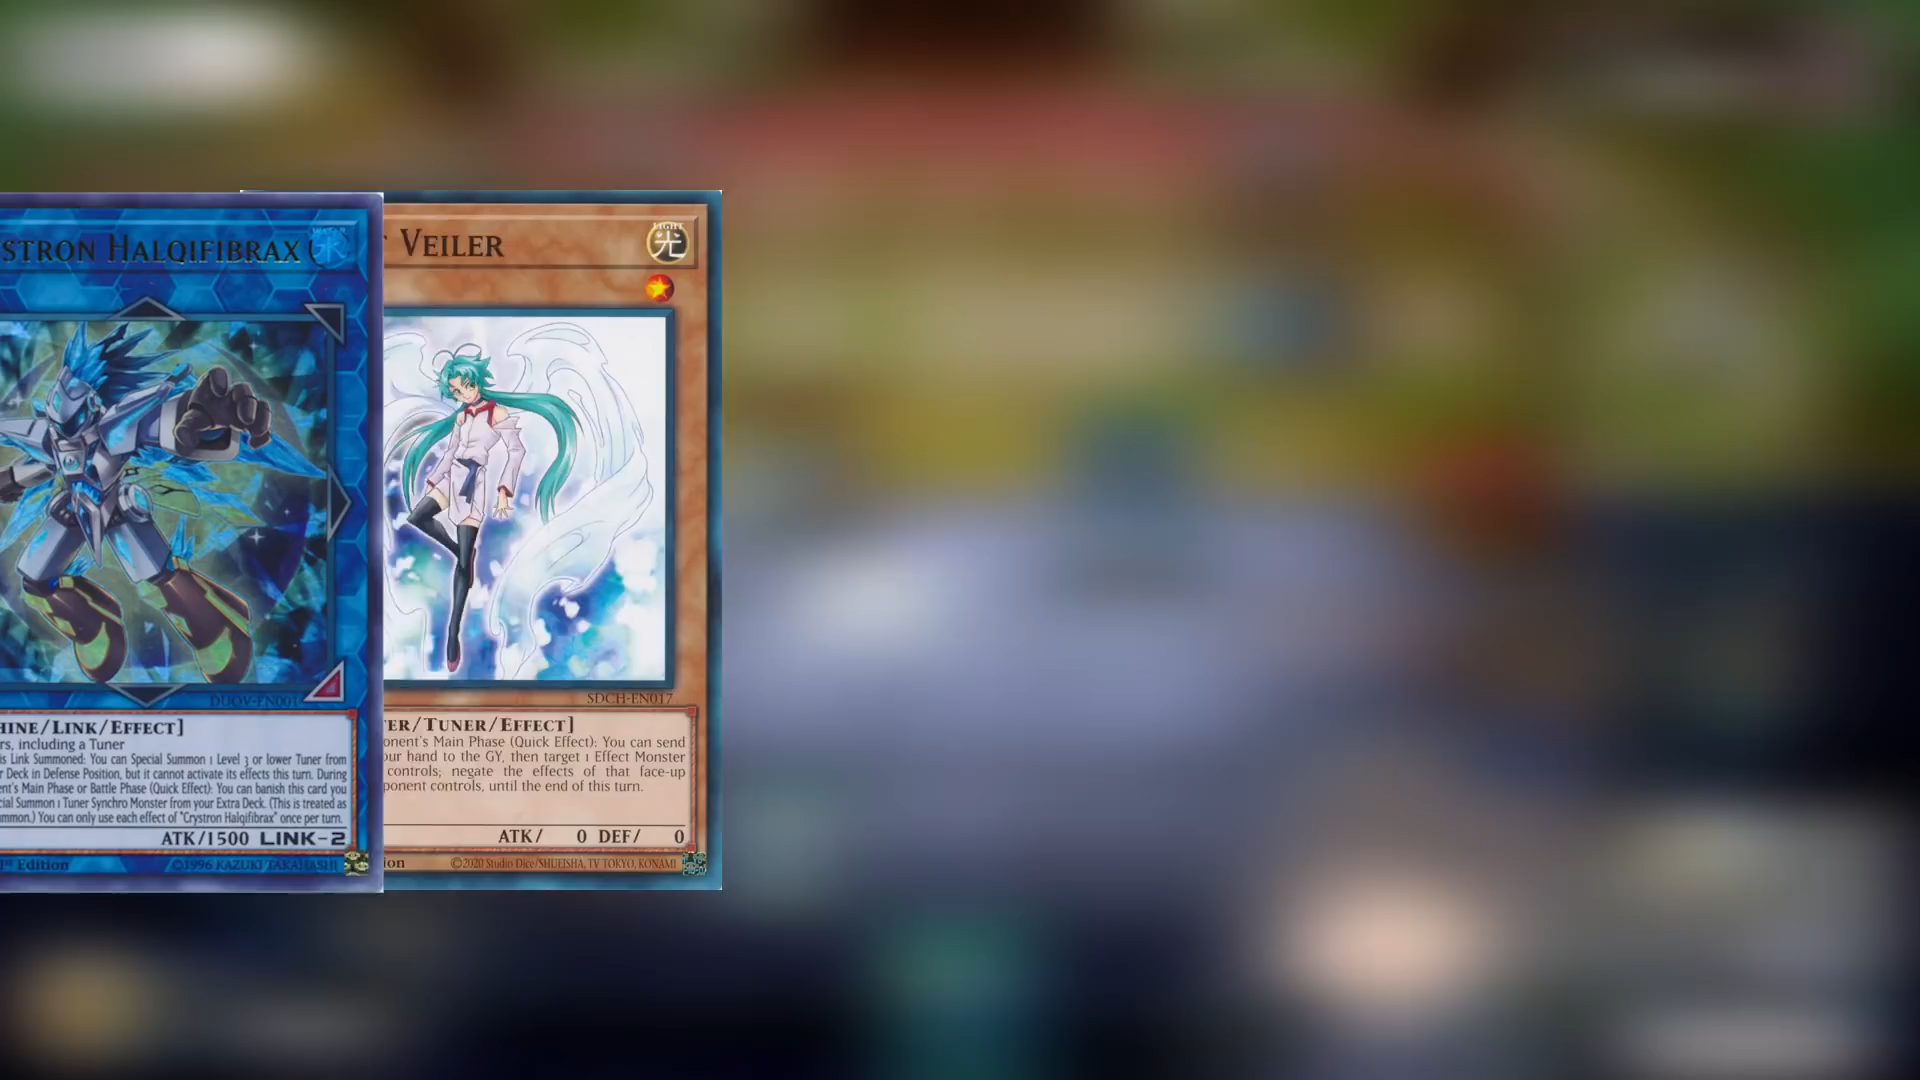 STRON HALQIFIBRAX
WATER
水
DUOV-EN001
HINE/LINK/EFFECT]
rs, including a Tuner
is Link Summoned: You can Special Summon 1 Level 3 or lower Tuner from
r Deck in Defense Position, but it cannot activate its effects this turn. During
ent's Main Phase or Battle Phase (Quick Effect): You can banish this card you
cial Summon 1 Tuner Synchro Monster from your Extra Deck. (This is treated as
ummon.) You can only use each effect of "Crystron Halqifibrax" once per turn.
ATK/1500 LINK-2
1st Edition
©1996 KAZUKI TAKAHASHI
VEILER
LIGHT
光
SDCH-EN017
ER/TUNER/EFFECT]
onent's Main Phase (Quick Effect): You can send
our hand to the GY, then target 1 Effect Monster
controls; negate the effects of that face-up
ponent controls, until the end of this turn.
ATK/ 0 DEF/ 0
ion
©2020 Studio Dice/SHUEISHA, TV TOKYO, KONAMI